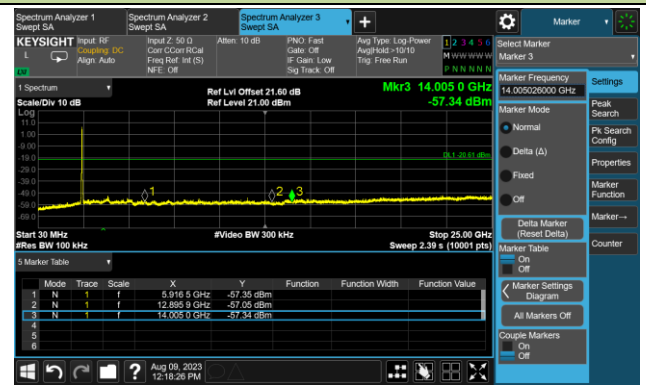 Spectrum Analyzer 1
Swept SA
Spectrum Analyzer 2
Swept SA
Spectrum Analyzer 3
Swept SA
Marker
KEYSIGHT Input: RF
L
Coupling: DC
Align: Auto
LXI
Input Z: 50 Ω
Corr CCorr RCal
Freq Ref: Int (S)
NFE: Off
Atten: 10 dB
PNO: Fast
Gate: Off
IF Gain: Low
Sig Track: Off
Avg Type: Log-Power
Avg|Hold:>10/10
Trig: Free Run
1 2 3 4 5 6
M W W W W W
P N N N N N
Select Marker
Marker 3
1 Spectrum
Scale/Div 10 dB
Log
Ref Lvl Offset 21.60 dB
Ref Level 21.00 dBm
Mkr3 14.005 0 GHz
-57.34 dBm
11.0
1.00
-9.00
-19.0
-29.0
-39.0
-49.0
-59.0
-69.0
DL1 -20.61 dBm
1
2
3
Start 30 MHz
#Res BW 100 kHz
#Video BW 300 kHz
Stop 25.00 GHz
Sweep 2.39 s (10001 pts)
5 Marker Table
Mode Trace Scale X Y Function Function Width Function Value
1 N 1 f 5.916 5 GHz -57.35 dBm
2 N 1 f 12.895 9 GHz -57.05 dBm
3 N 1 f 14.005 0 GHz -57.34 dBm
4
5
6
Marker Frequency
14.005026000 GHz
Marker Mode
Normal
Delta (Δ)
Fixed
Off
Delta Marker
(Reset Delta)
Marker Table
On
Off
Marker Settings
Diagram
All Markers Off
Couple Markers
On
Off
Settings
Peak
Search
Pk Search
Config
Properties
Marker
Function
Marker→
Counter
?
Aug 09, 2023
12:18:26 PM